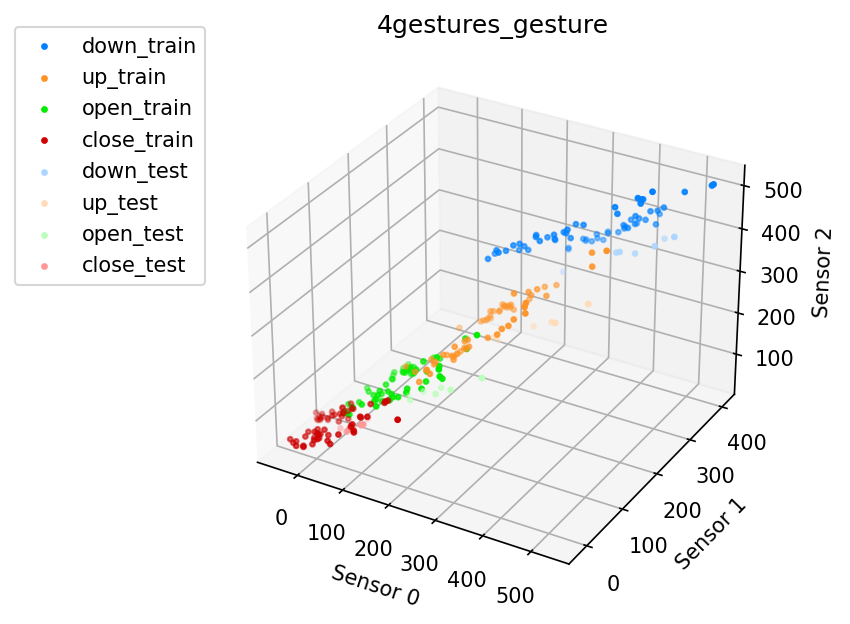 4gestures_gesture
down_train
up_train
open_train
close_train
down_test
up_test
open_test
close_test
500
400
300
200
100
Sensor 2
400
300
200
100
0
Sensor 1
0
100
200
300
400
500
Sensor 0